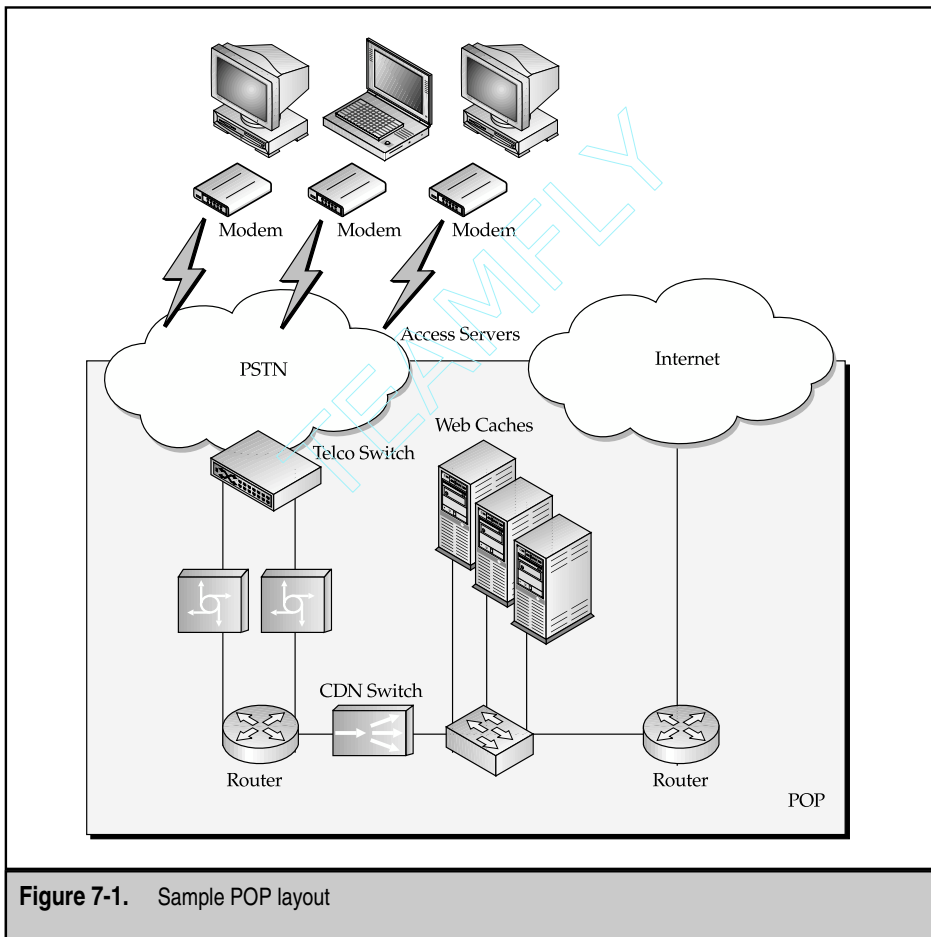 Modem
Modem
Modem
Access Servers
PSTN
Internet
Web Caches
Telco Switch
CDN Switch
Router
Router
POP
TEAMFLY
Figure 7-1. Sample POP layout